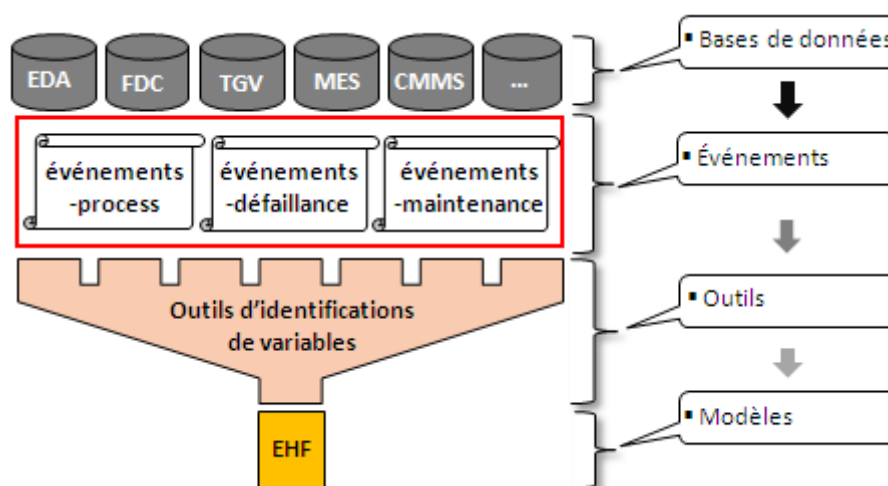 EDA FDC TGV MES CMMS ...
▪ Bases de données
événements
-process
événements
-défaillance
événements
-maintenance
▪ Événements
Outils d’identifications
de variables
▪ Outils
EHF
▪ Modèles